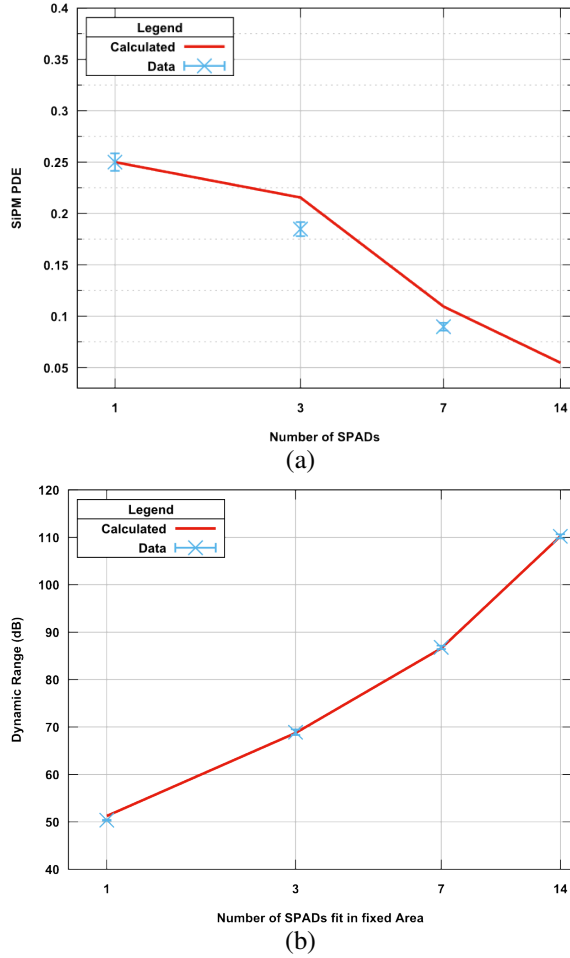 0.4
Legend
Calculated
Data
0.35
0.3
0.25
0.2
0.15
0.1
0.05
SiPM PDE
1 3 7 14
Number of SPADs
(a)
120
Legend
Calculated
Data
110
100
90
80
70
60
50
40
Dynamic Range (dB)
1 3 7 14
Number of SPADs fit in fixed Area
(b)